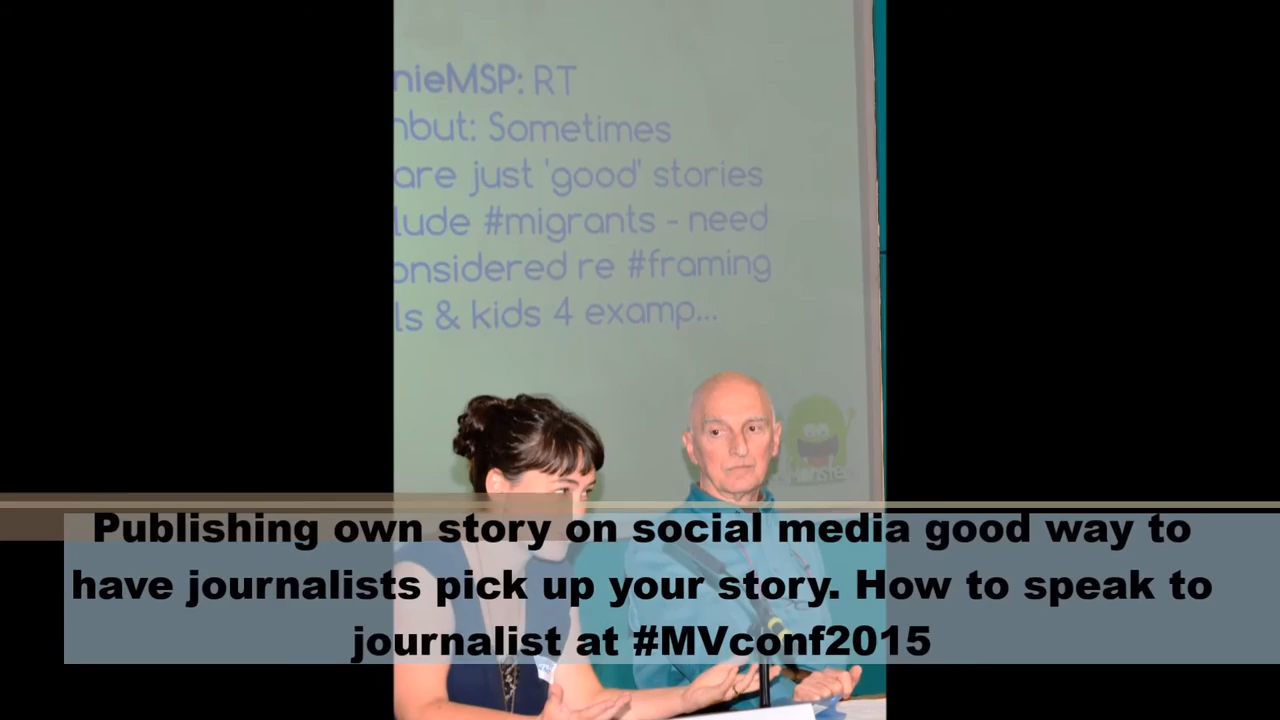 nieMSP: RT
nbut: Sometimes
are just 'good' stories
lude #migrants - need
onsidered re #framing
ls & kids 4 examp...
Publishing own story on social media good way to
have journalists pick up your story. How to speak to
journalist at #MVconf2015